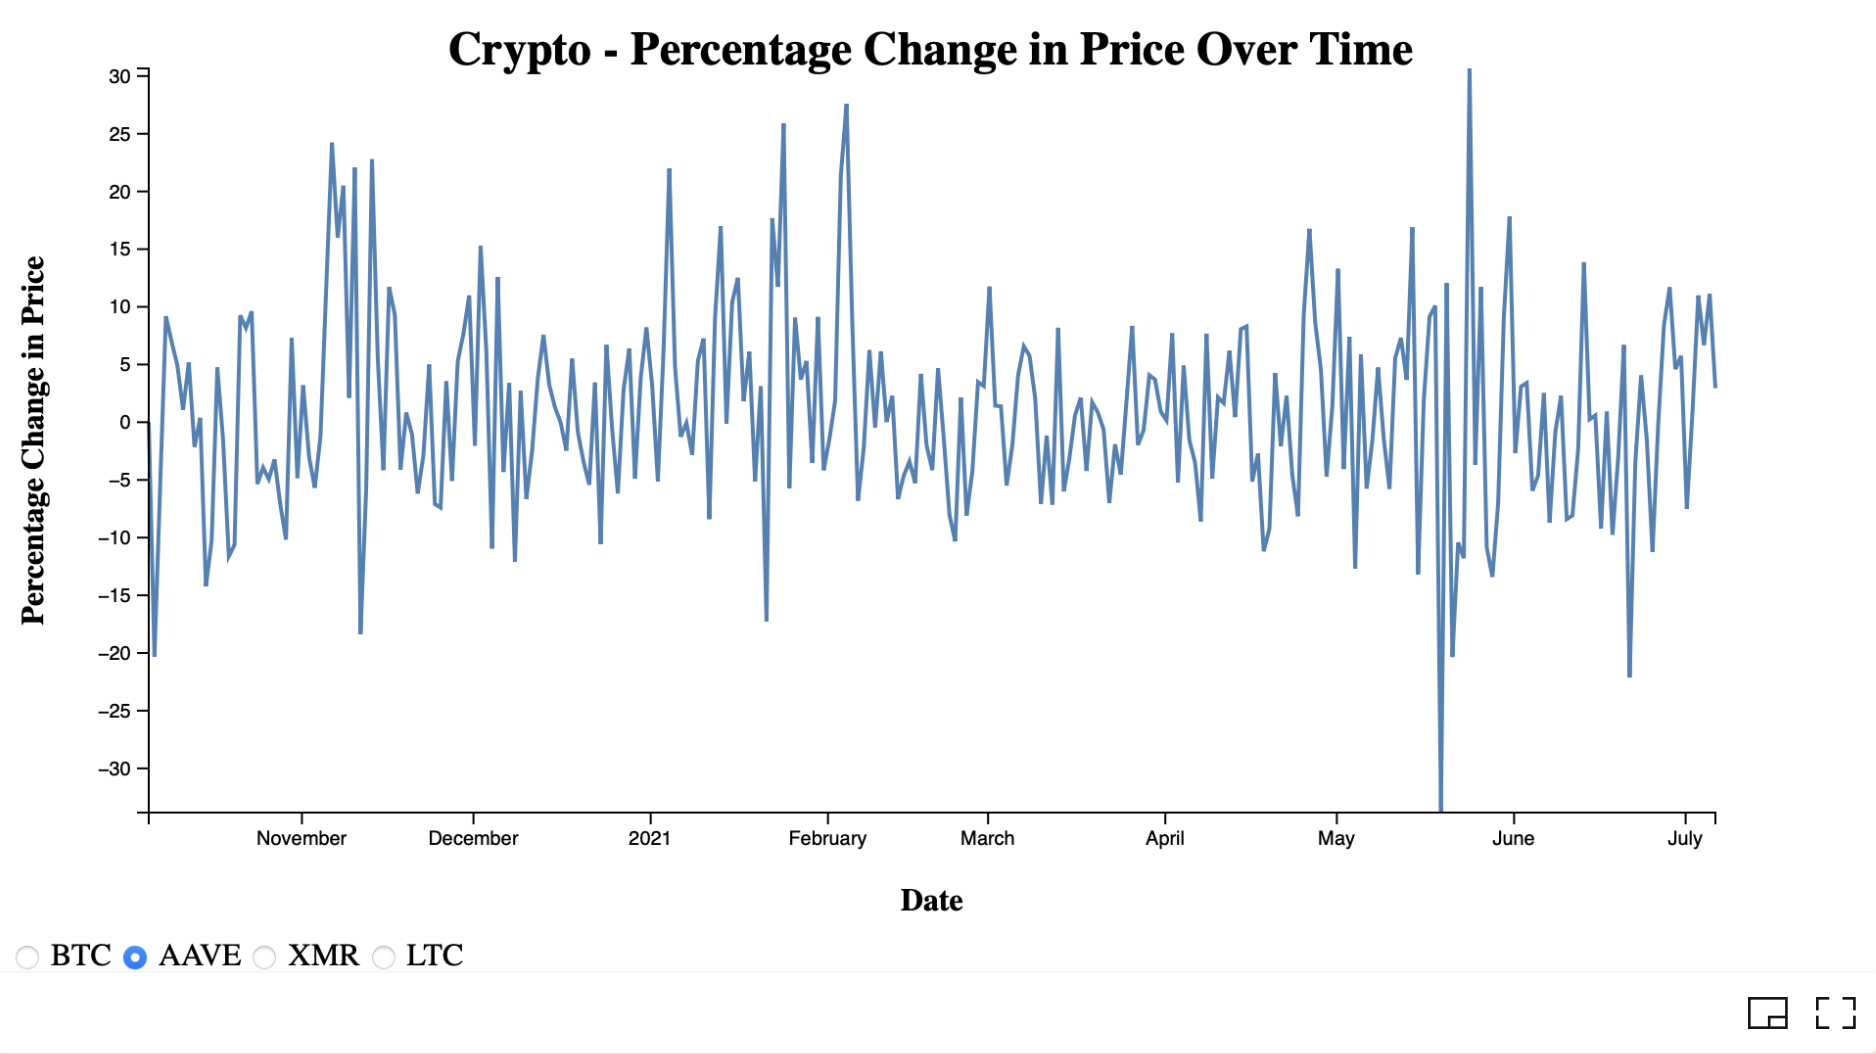 Crypto - Percentage Change in Price Over Time
Percentage Change in Price
30
25
20
15
10
5
0
−5
−10
−15
−20
−25
−30
November December 2021 February March April May June July
Date
BTC AAVE XMR LTC